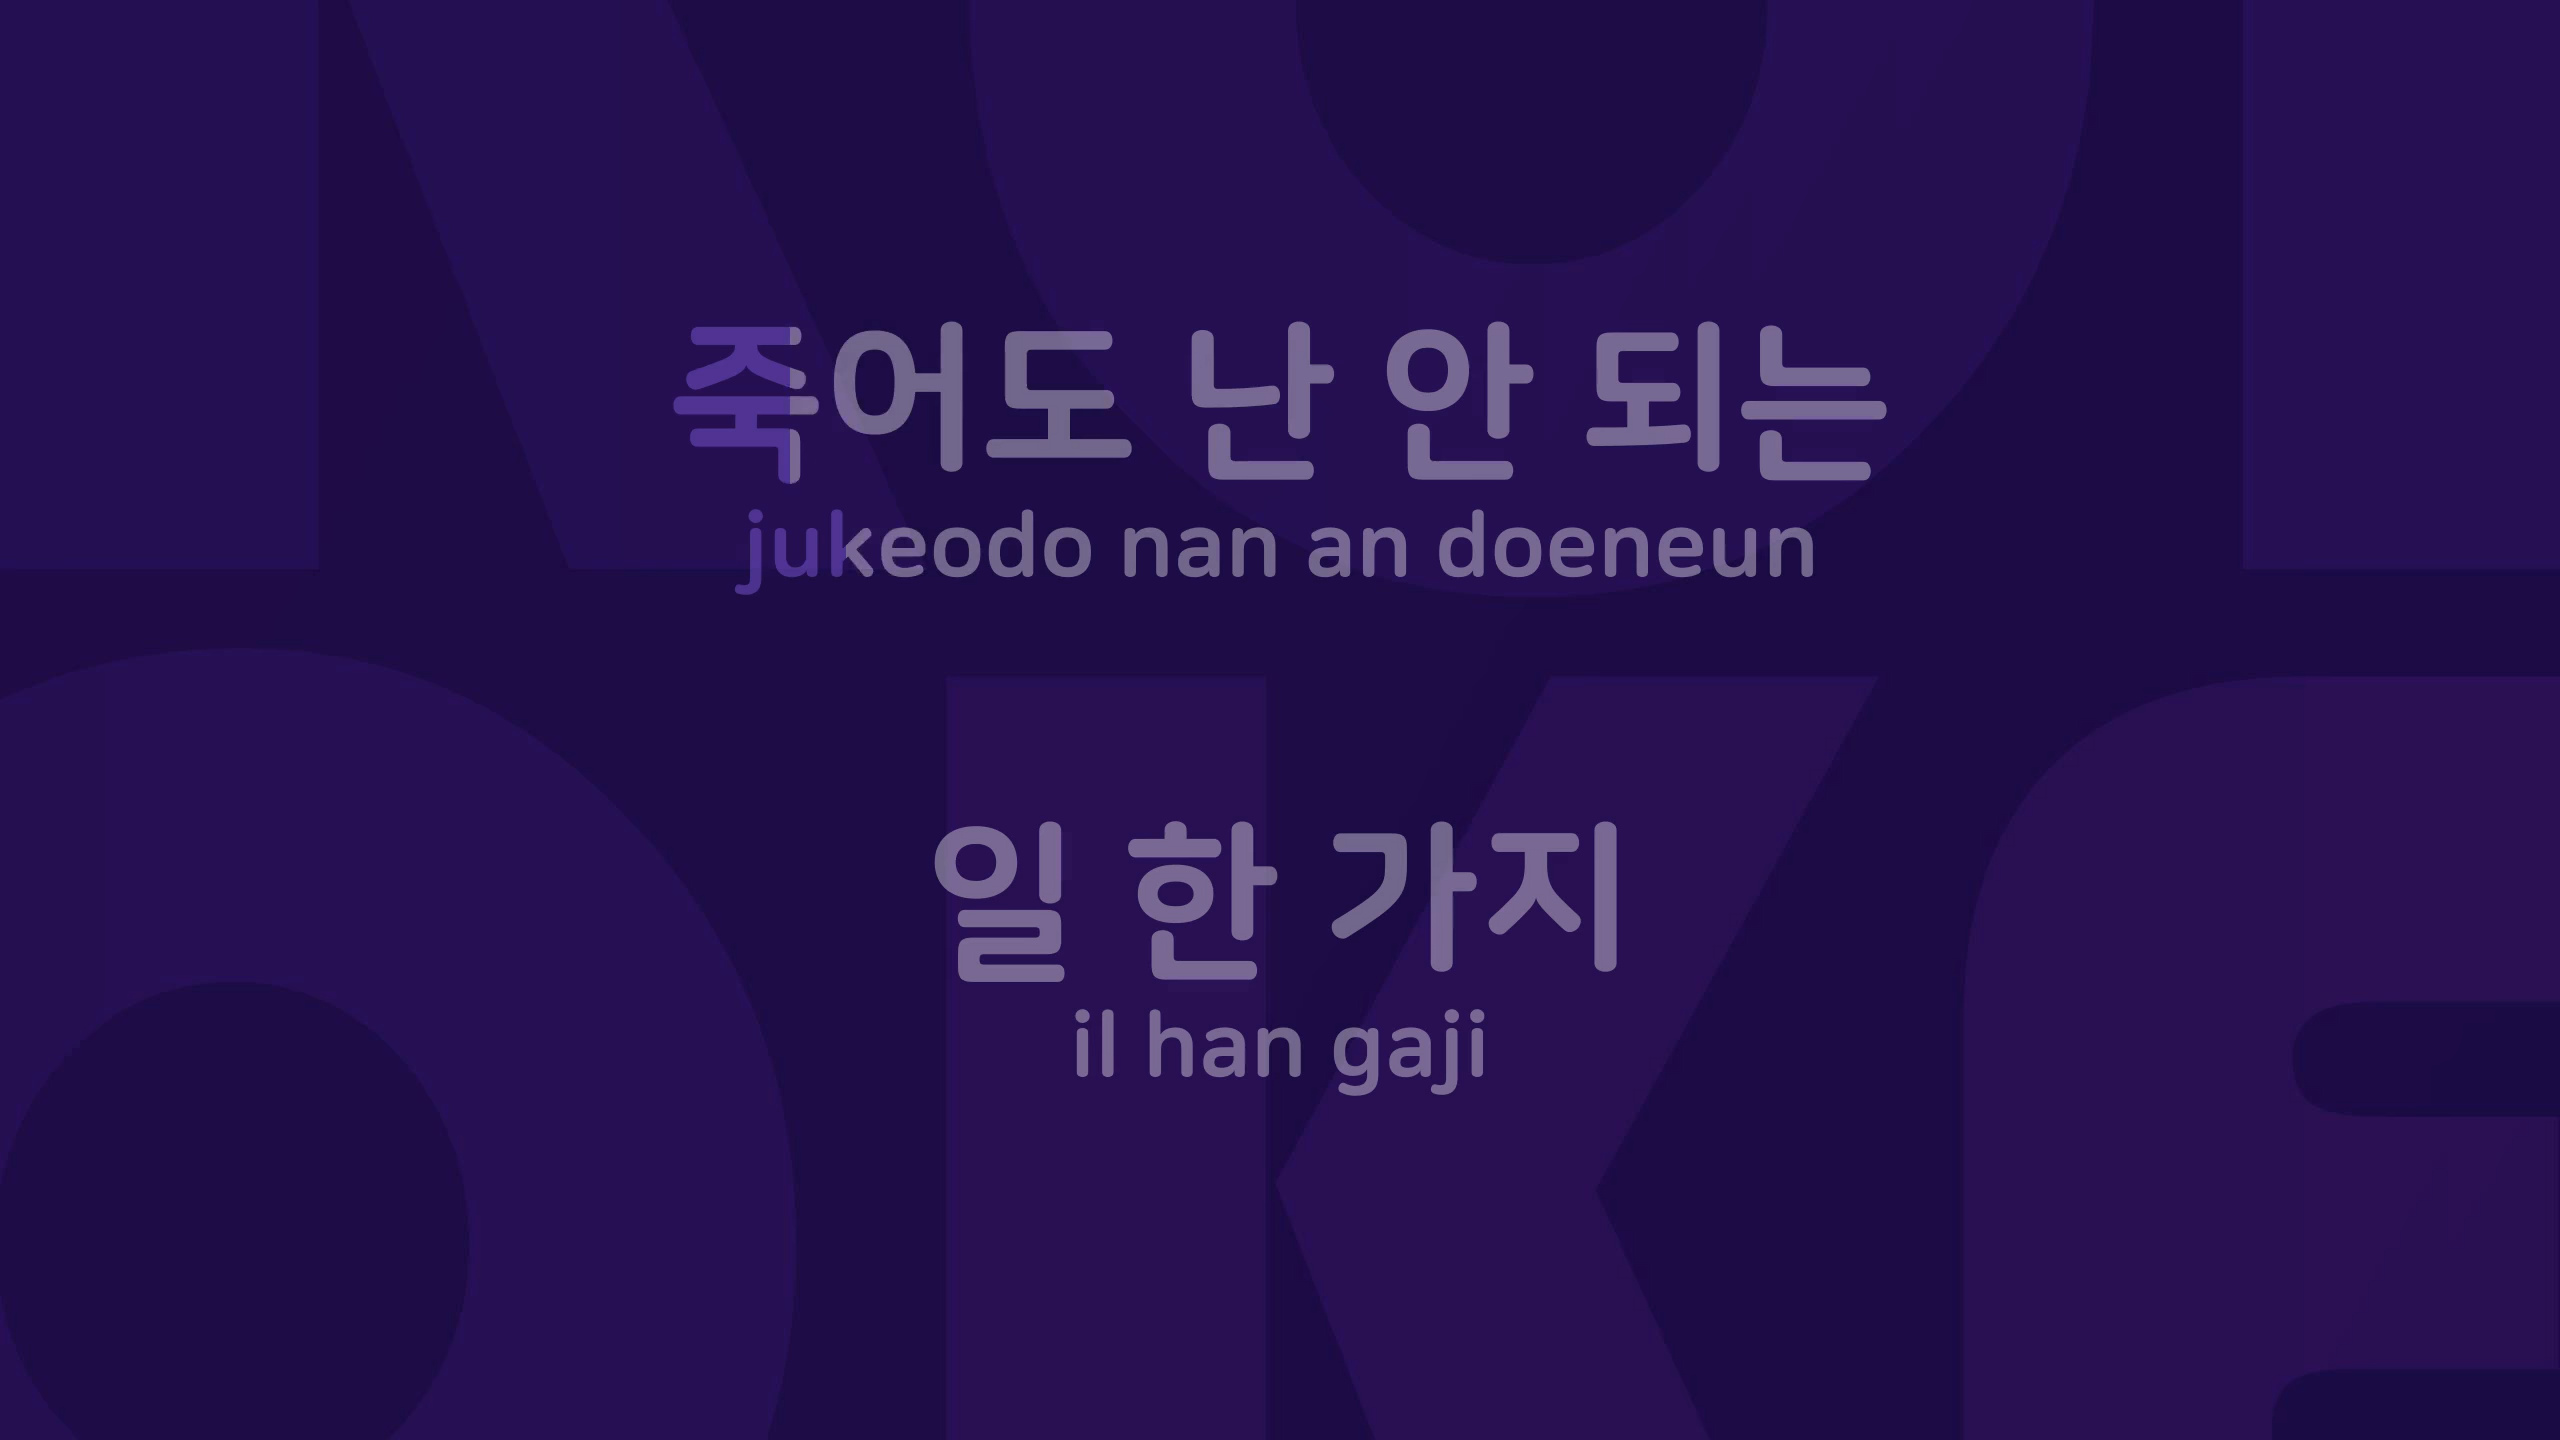 죽어도 난 안 되는
jukeodo nan an doeneun
일 한 가지
il han gaji